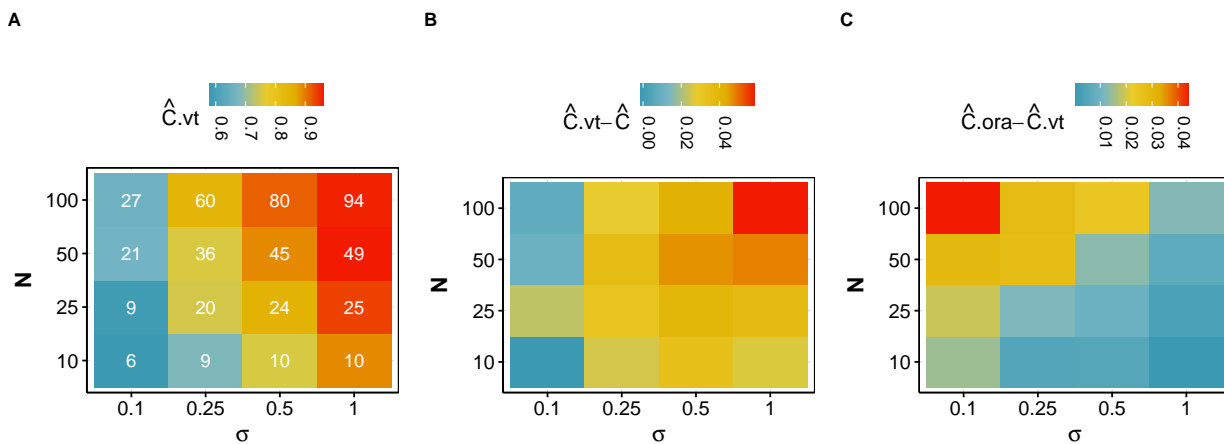 A
Ĉ.vt
0.6 0.7 0.8 0.9
N
100 27 60 80 94
50 21 36 45 49
25 9 20 24 25
10 6 9 10 10
0.1 0.25 0.5 1
σ
B
Ĉ.vt−Ĉ
0.00 0.02 0.04
N
100
50
25
10
0.1 0.25 0.5 1
σ
C
Ĉ.ora−Ĉ.vt
0.01 0.02 0.03 0.04
N
100
50
25
10
0.1 0.25 0.5 1
σ